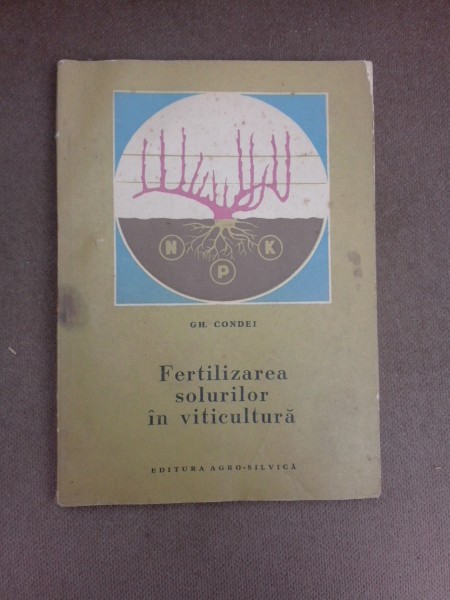 N K
P
GH. CONDEI
Fertilizarea
solurilor
în viticultură
EDITURA AGRO-SILVICĂ